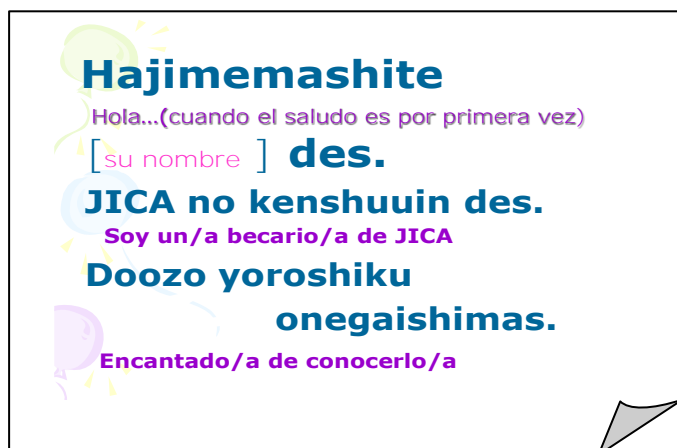 Hajimemashite
Hola...(cuando el saludo es por primera vez)
[su nombre ] des.
JICA no kenshuuin des.
Soy un/a becario/a de JICA
Doozo yoroshiku
onegaishimas.
Encantado/a de conocerlo/a